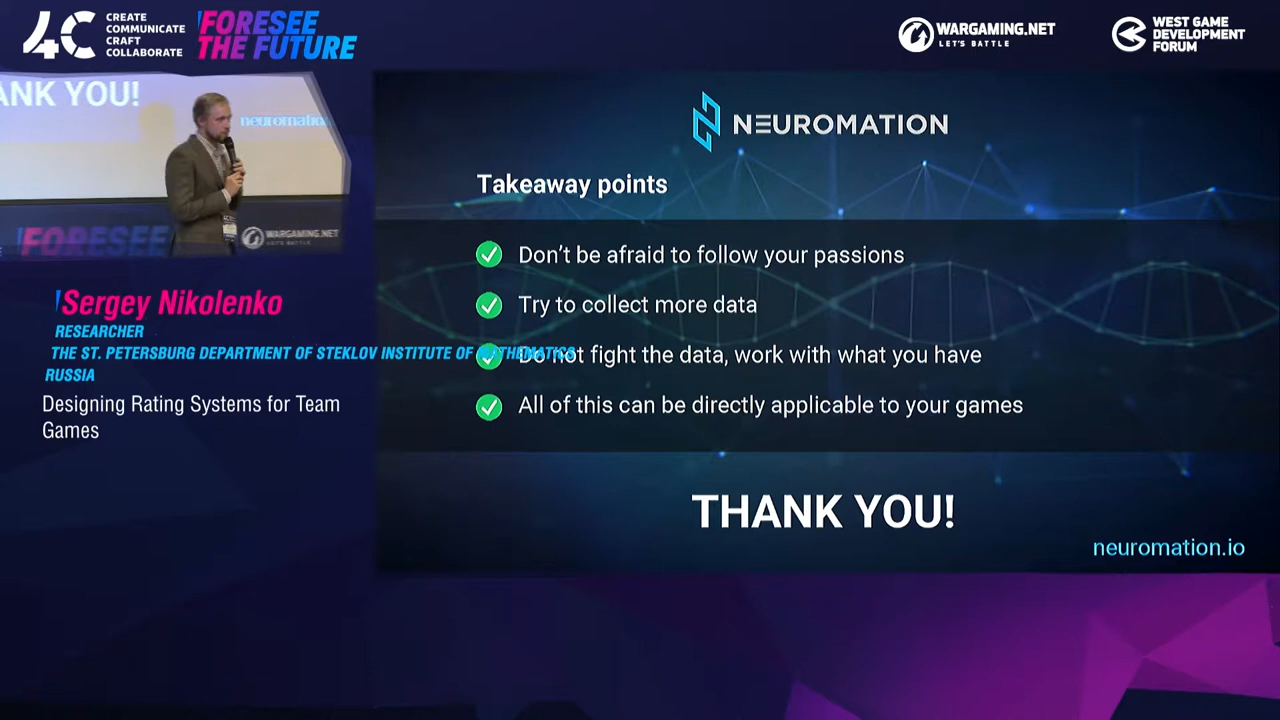 4C
CREATE
COMMUNICATE
CRAFT
COLLABORATE
FORESEE
THE FUTURE
WARGAMING.NET
LET'S BATTLE
WEST GAME
DEVELOPMENT
FORUM
ANK YOU!
neuromation
FORESEE
WARGAMING.NET
LET'S BATTLE
Sergey Nikolenko
RESEARCHER
THE ST. PETERSBURG DEPARTMENT OF STEKLOV INSTITUTE OF MATHEMATICS
RUSSIA
Designing Rating Systems for Team
Games
NEUROMATION
Takeaway points
Don't be afraid to follow your passions
Try to collect more data
Do not fight the data, work with what you have
All of this can be directly applicable to your games
THANK YOU!
neuromation.io